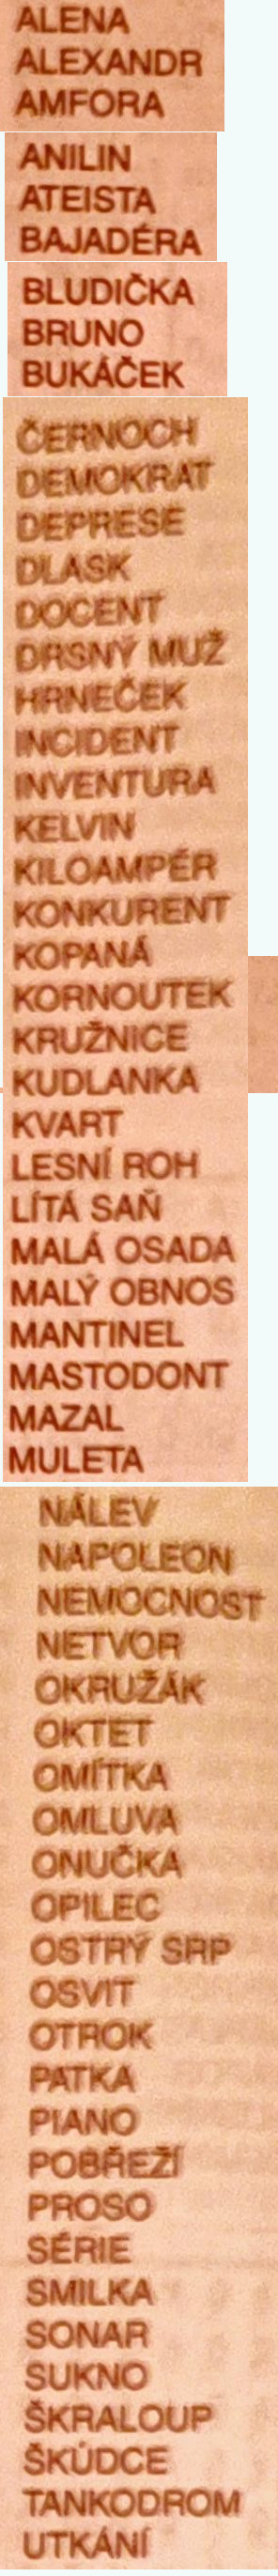 ALENA
ALEXANDR
AMFORA
ANILIN
ATEISTA
BAJADÉRA
BLUDIČKA
BRUNO
BUKÁČEK
ČERNOCH
DEMOKRAT
DEPRESE
DLASK
DOCENT
DRSNÝ MUŽ
HRNEČEK
INCIDENT
INVENTURA
KELVIN
KILOAMPÉR
KONKURENT
KOPANÁ
KORNOUTEK
KRUŽNICE
KUDLANKA
KVART
LESNÍ ROH
LÍTÁ SAŇ
MALÁ OSADA
MALÝ OBNOS
MANTINEL
MASTODONT
MAZAL
MULETA
NÁLEV
NAPOLEON
NEMOCNOST
NETVOR
OKRUŽÁK
OKTET
OMÍTKA
OMLUVA
ONUČKA
OPILEC
OSTRÝ SRP
OSVIT
OTROK
PATKA
PIANO
POBŘEŽÍ
PROSO
SÉRIE
SMILKA
SONAR
SUKNO
ŠKRALOUP
ŠKŮDCE
TANKODROM
UTKÁNÍ